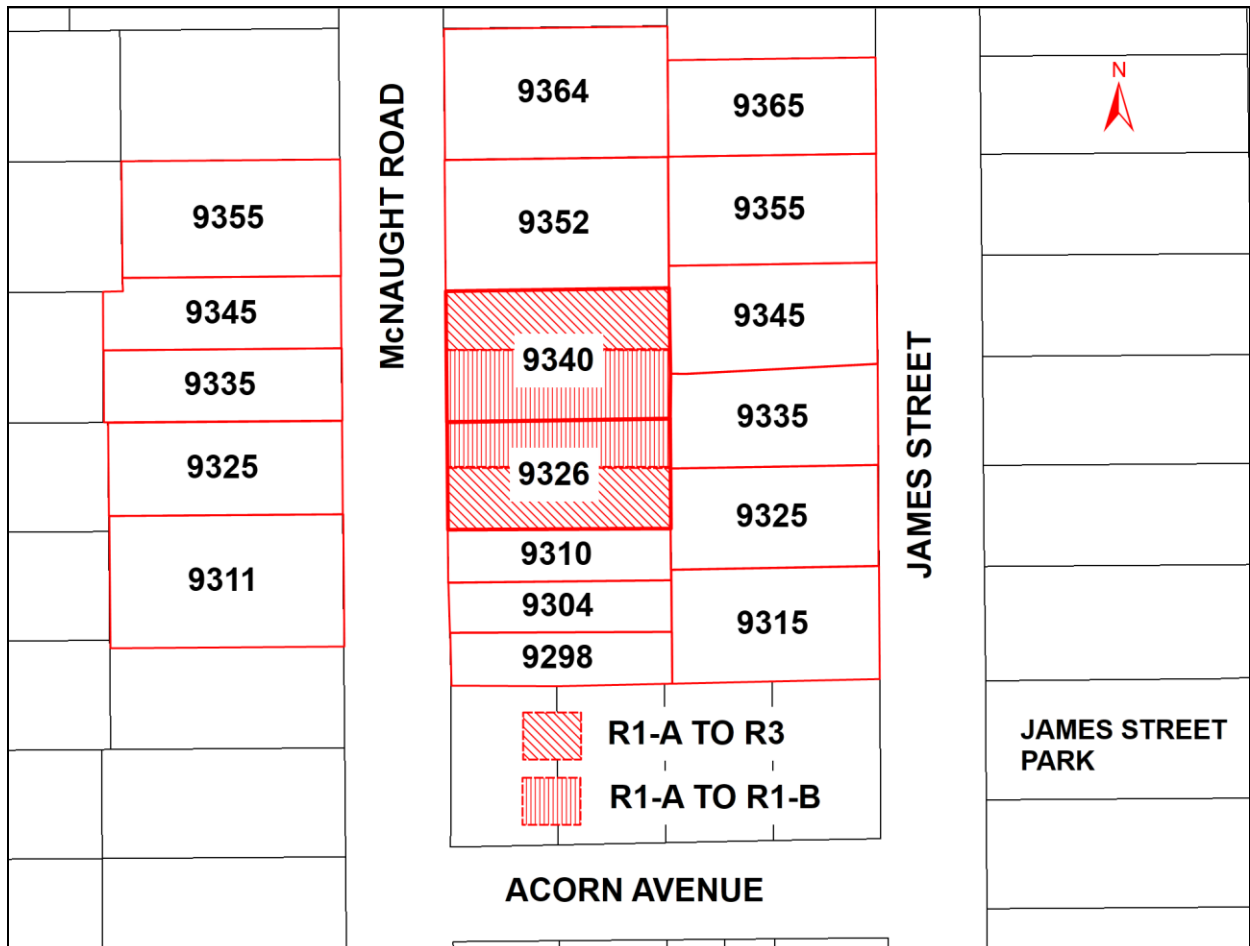 N
9364
9365
McNAUGHT ROAD
9355
9352
9355
9345
9345
9340
9335
9335
JAMES STREET
9325
9326
9325
9310
9311
9304
9315
9298
R1-A TO R3
JAMES STREET
PARK
R1-A TO R1-B
ACORN AVENUE